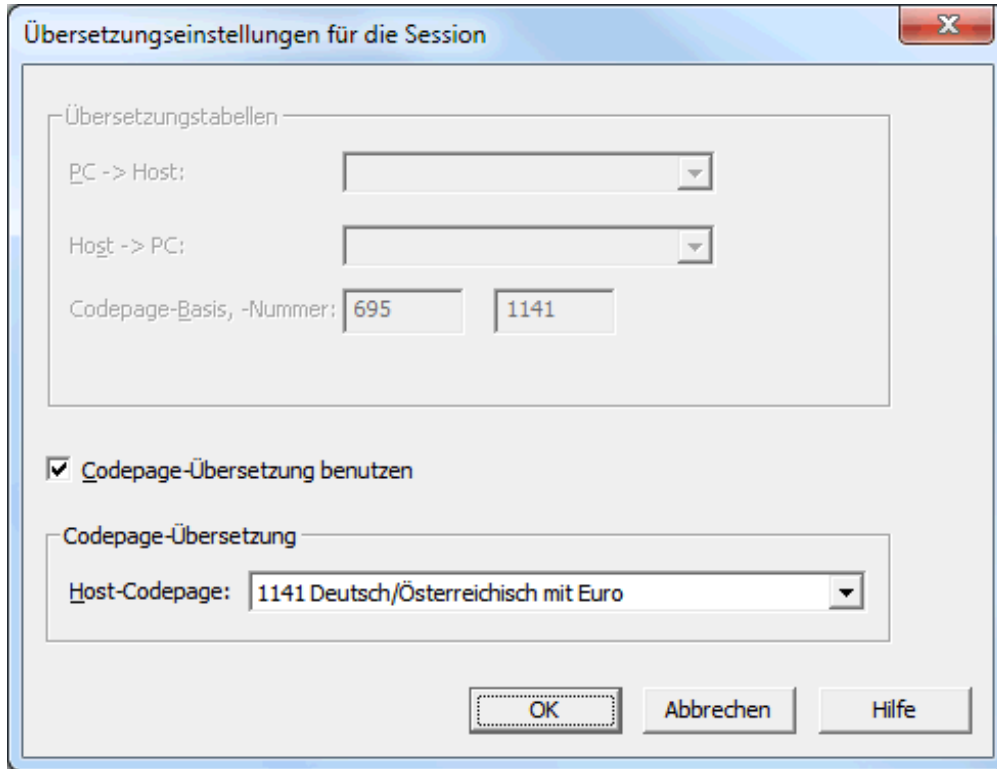 Übersetzungseinstellungen für die Session
Übersetzungstabellen
PC -> Host:
Host -> PC:
Codepage-Basis, -Nummer: 695 1141
Codepage-Übersetzung benutzen
Codepage-Übersetzung
Host-Codepage: 1141 Deutsch/Österreichisch mit Euro
OK Abbrechen Hilfe